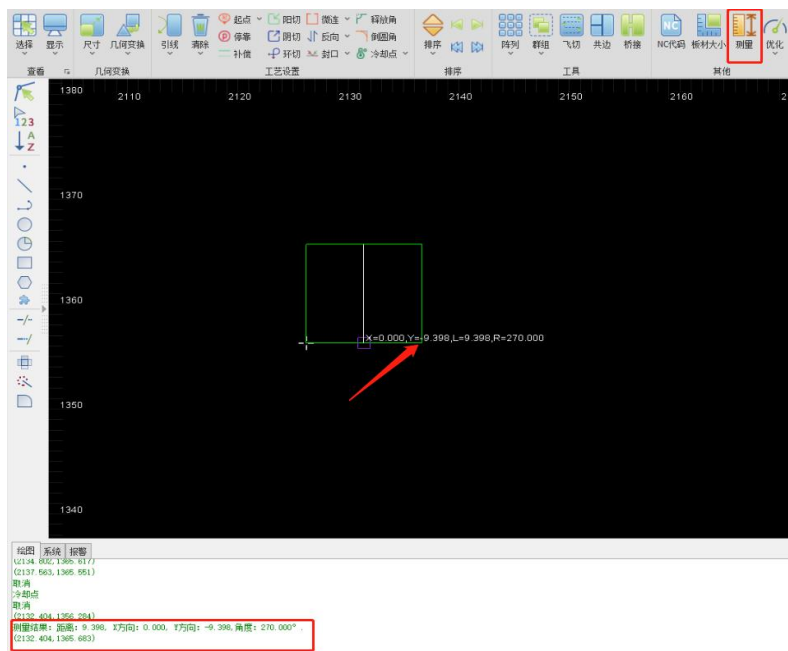 起点 阳切 微连 释放角
停靠 阴切 反向 倒圆角
补偿 环切 封口 冷却点
选择 显示 尺寸 几何变换 引线 清除 排序 阵列 群组 飞切 共边 桥接 NC代码 板材大小 测量 优化
查看 几何变换 工艺设置 排序 工具 其他
1380 2110 2120 2130 2140 2150 2160 2
123
A
Z
1370
1360
X=0.000,Y=-9.398,L=9.398,R=270.000
1350
1340
绘图 系统 报警
(2134.802,1365.617)
(2137.563,1365.551)
取消
冷却点
取消
(2132.404,1356.284)
测量结果: 距离: 9.398, X方向: 0.000, Y方向: -9.398,角度: 270.000° .
(2132.404,1365.683)